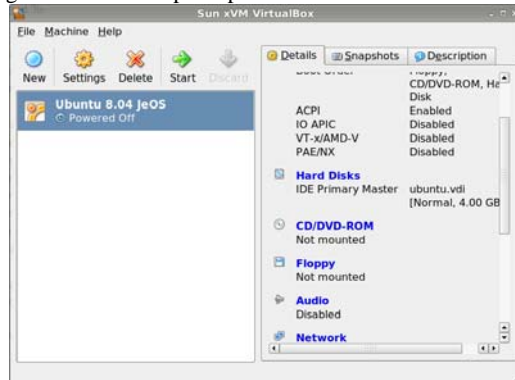 Sun xVM VirtualBox
File Machine Help
New Settings Delete Start Discard
Details Snapshots Description
Ubuntu 8.04 JeOS
Powered Off
CD/DVD-ROM, Ha
Disk
ACPI Enabled
IO APIC Disabled
VT-x/AMD-V Disabled
PAE/NX Disabled
Hard Disks
IDE Primary Master ubuntu.vdi
[Normal, 4.00 GB
CD/DVD-ROM
Not mounted
Floppy
Not mounted
Audio
Disabled
Network